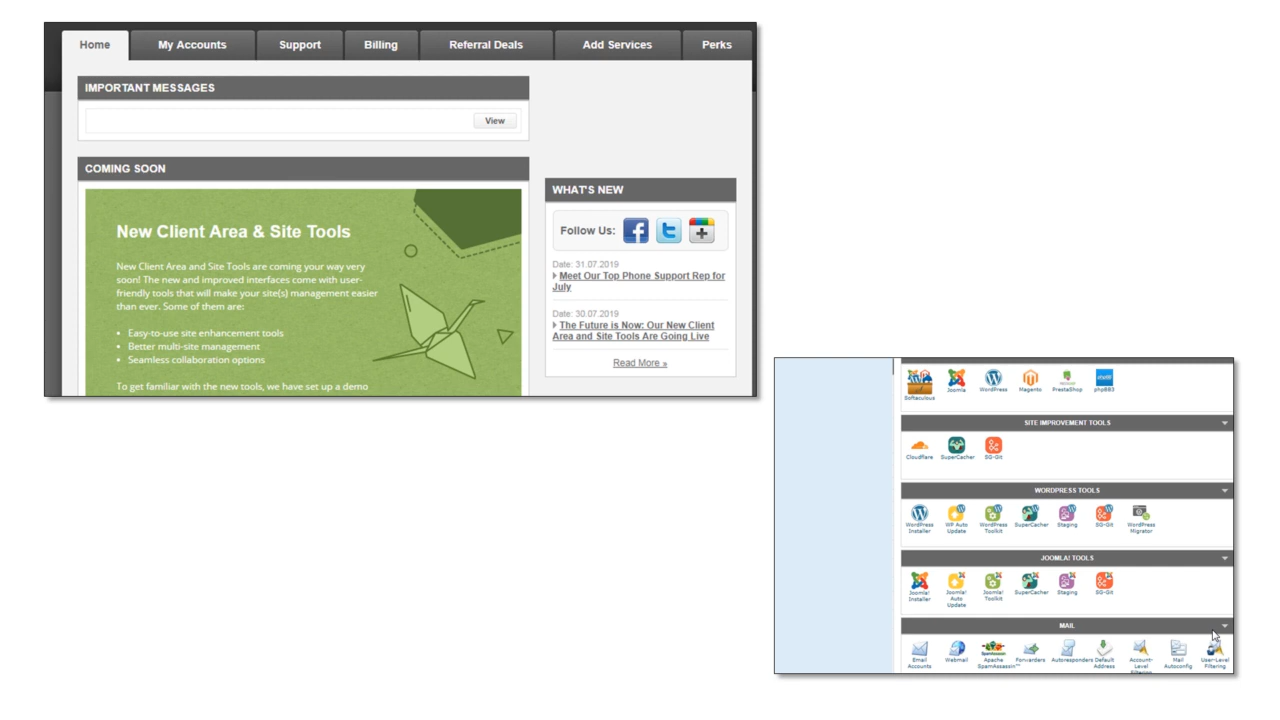 Home My Accounts Support Billing Referral Deals Add Services Perks
IMPORTANT MESSAGES
View
COMING SOON
New Client Area & Site Tools
New Client Area and Site Tools are coming your way very
soon! The new and improved interfaces come with user-
friendly tools that will make your site(s) management easier
than ever. Some of them are:
• Easy-to-use site enhancement tools
• Better multi-site management
• Seamless collaboration options
To get familiar with the new tools, we have set up a demo
WHAT'S NEW
Follow Us:
Date: 31.07.2019
Meet Our Top Phone Support Rep for
July
Date: 30.07.2019
The Future is Now: Our New Client
Area and Site Tools Are Going Live
Read More »
Softaculous Joomla WordPress Magento PrestaShop phpBB3
SITE IMPROVEMENT TOOLS
Cloudflare SuperCacher SG-Git
WORDPRESS TOOLS
WordPress WP Auto WordPress SuperCacher Staging SG-Git WordPress
Installer Update Toolkit Migrator
JOOMLA! TOOLS
Joomla! Joomla! Joomla! SuperCacher Staging SG-Git
Installer Auto Toolkit
Update
MAIL
Email Webmail Apache Forwarders Autoresponders Default Account- Mail User-Level
Accounts SpamAssassin™ Address Level Autoconfig Filtering
Filtering